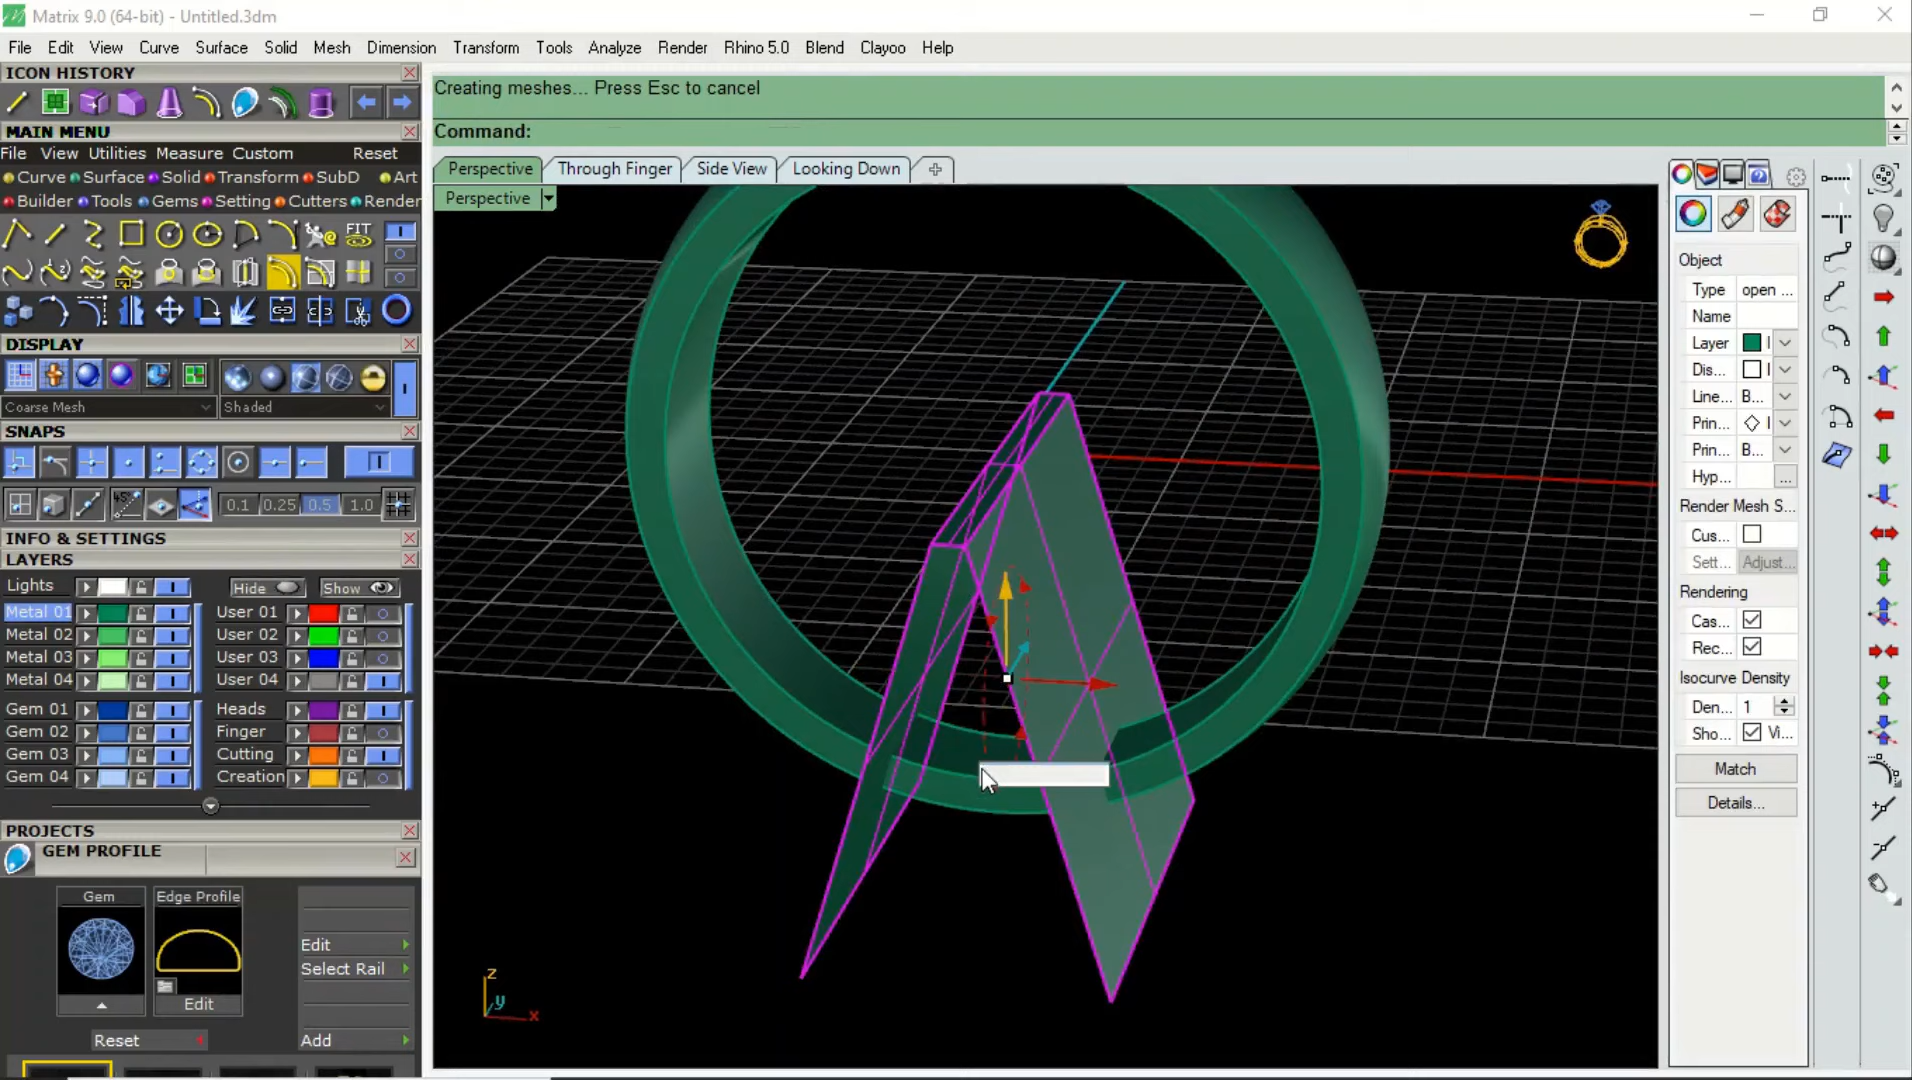 Matrix 9.0 (64-bit) - Untitled.3dm
File Edit View Curve Surface Solid Mesh Dimension Transform Tools Analyze Render Rhino 5.0 Blend Clayoo Help
ICON HISTORY
Creating meshes... Press Esc to cancel
Command:
MAIN MENU
File View Utilities Measure Custom Reset
Curve Surface Solid Transform SubD Art
Builder Tools Gems Setting Cutters Render
FIT
Perspective Through Finger Side View Looking Down
Perspective
DISPLAY
Coarse Mesh Shaded
SNAPS
45°
0.1 0.25 0.5 1.0
INFO & SETTINGS
LAYERS
Lights Hide Show
Metal 01 User 01
Metal 02 User 02
Metal 03 User 03
Metal 04 User 04
Gem 01 Heads
Gem 02 Finger
Gem 03 Cutting
Gem 04 Creation
PROJECTS
GEM PROFILE
Gem Edge Profile
Edit
Select Rail
Edit
Reset Add
z
y
x
Object
Type open ...
Name
Layer
Dis...
Line... B...
Prin...
Prin... B...
Hyp... ...
Render Mesh S...
Cus...
Sett... Adjust...
Rendering
Cas...
Rec...
Isocurve Density
Den... 1
Sho... Vi...
Match
Details...